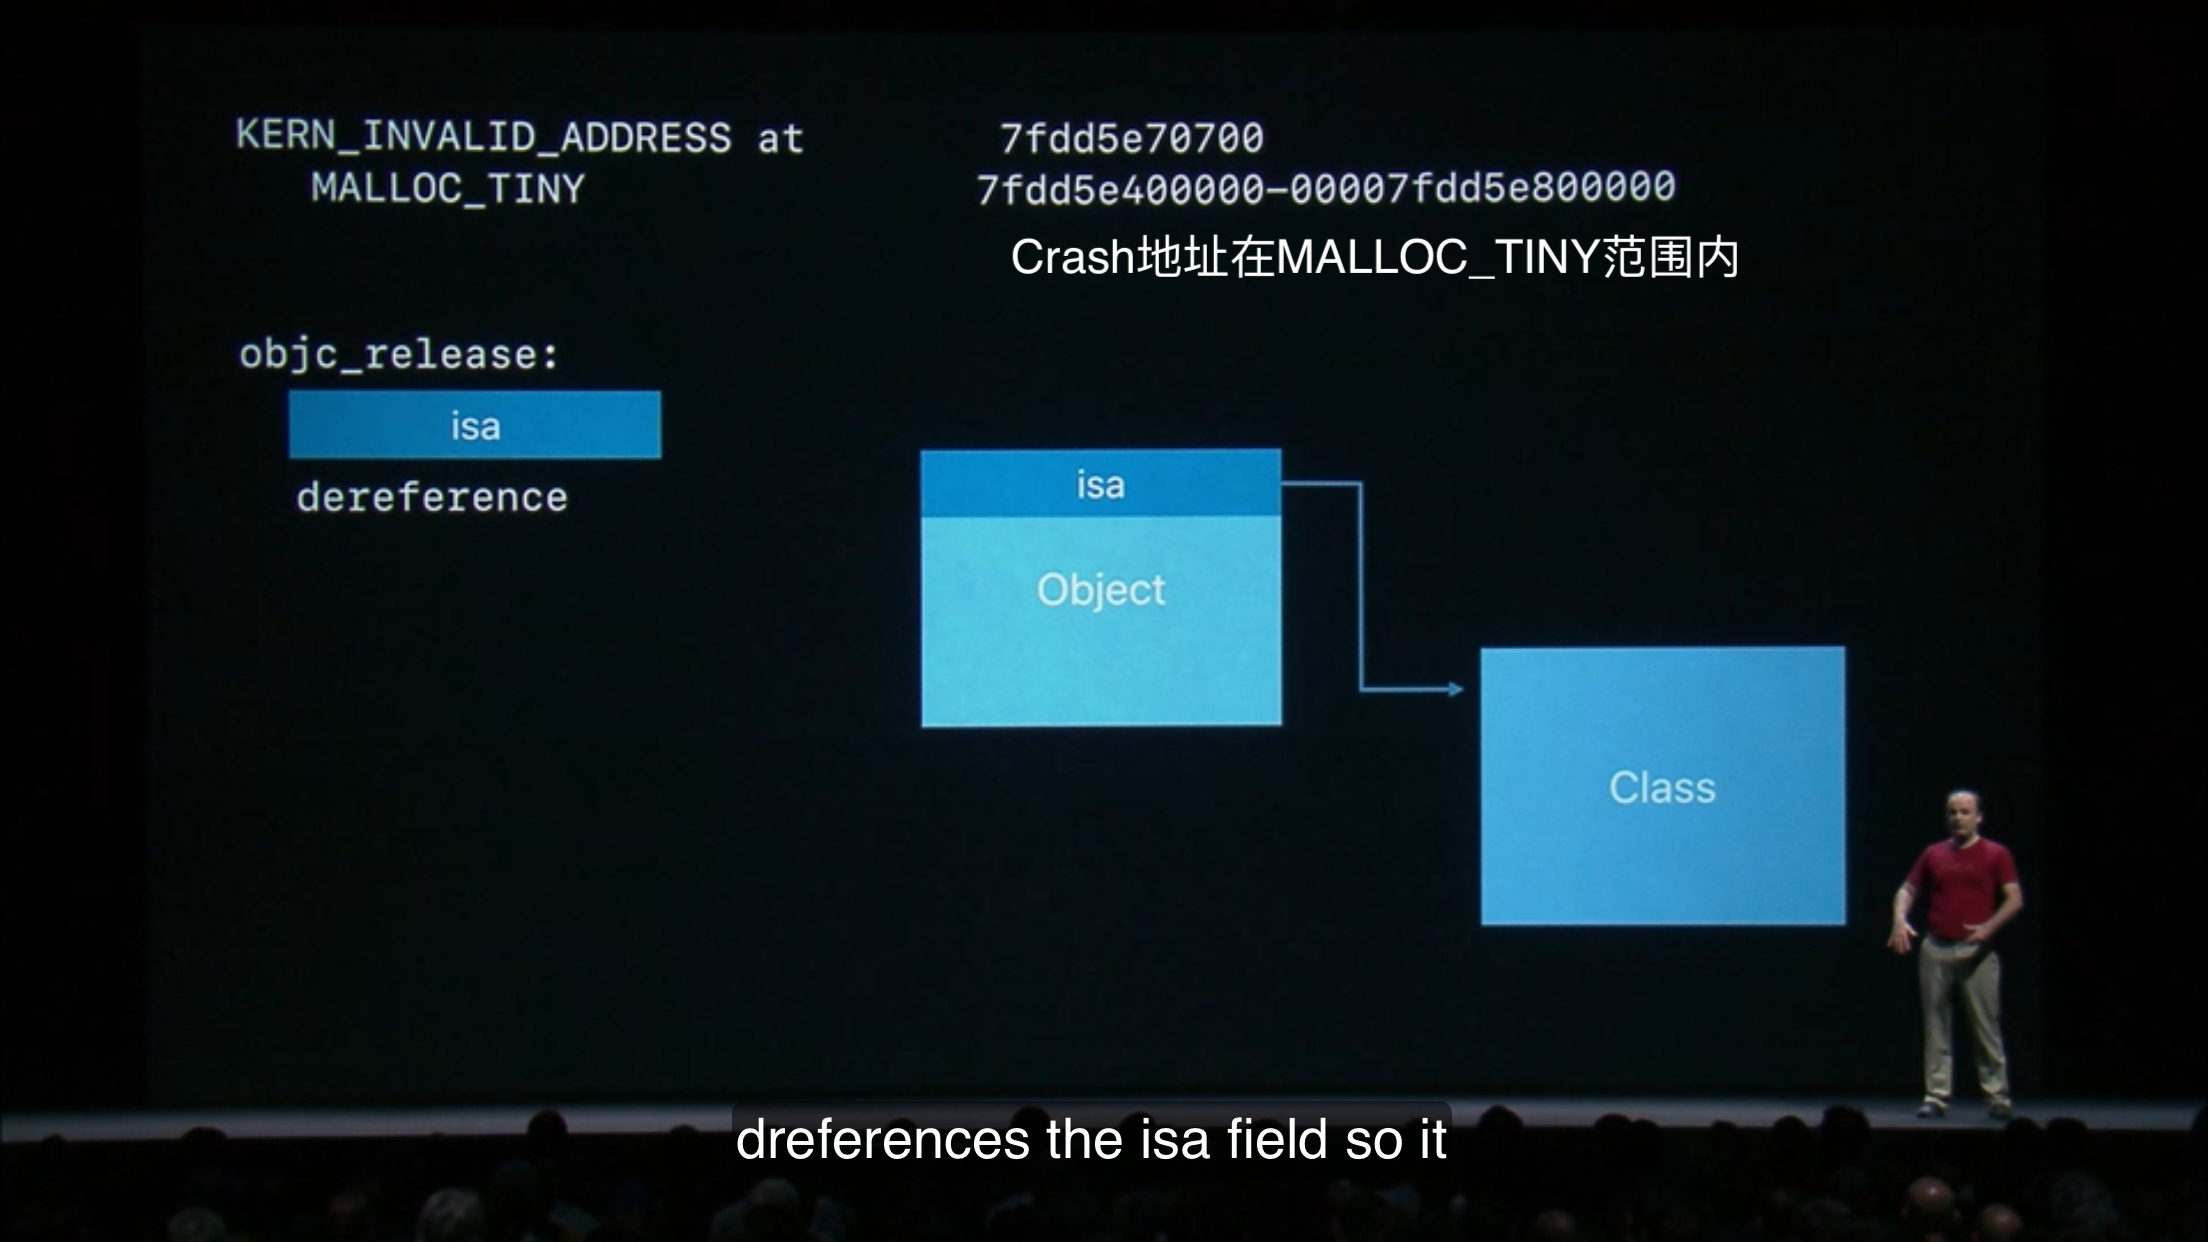 KERN_INVALID_ADDRESS at 7fdd5e70700
MALLOC_TINY 7fdd5e400000-00007fdd5e800000
Crash地址在MALLOC_TINY范围内
objc_release:
isa
dereference
isa
Object
Class
dreferences the isa field so it